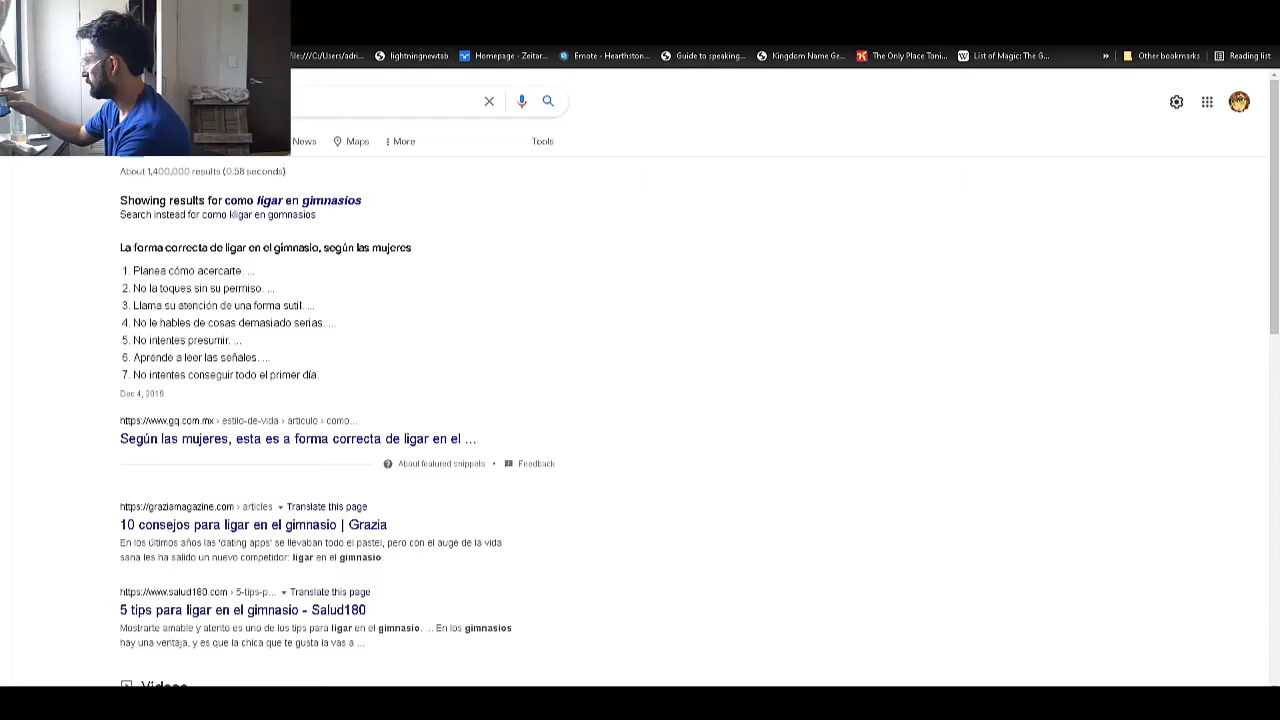 file:///C:/Users/adri... lightningnewtab Homepage - Zeitar... Emote - Hearthston... Guide to speaking... Kingdom Name Ge... The Only Place Toni... List of Magic: The G... » Other bookmarks Reading list
News Maps More Tools
About 1,400,000 results (0.58 seconds)
Showing results for como ligar en gimnasios
Search instead for como kligar en gomnasios
La forma correcta de ligar en el gimnasio, según las mujeres
1. Planea cómo acercarte. ...
2. No la toques sin su permiso. ...
3. Llama su atención de una forma sutil. ...
4. No le hables de cosas demasiado serias. ...
5. No intentes presumir. ...
6. Aprende a leer las señales. ...
7. No intentes conseguir todo el primer día.
Dec 4, 2019
https://www.gq.com.mx › estilo-de-vida › articulo › como...
Según las mujeres, esta es a forma correcta de ligar en el ...
About featured snippets • Feedback
https://graziamagazine.com › articles Translate this page
10 consejos para ligar en el gimnasio | Grazia
En los últimos años las 'dating apps' se llevaban todo el pastel, pero con el auge de la vida
sana les ha salido un nuevo competidor: ligar en el gimnasio.
https://www.salud180.com › 5-tips-p... Translate this page
5 tips para ligar en el gimnasio - Salud180
Mostrarte amable y atento es uno de los tips para ligar en el gimnasio. ... En los gimnasios
hay una ventaja, y es que la chica que te gusta la vas a ...
Videos